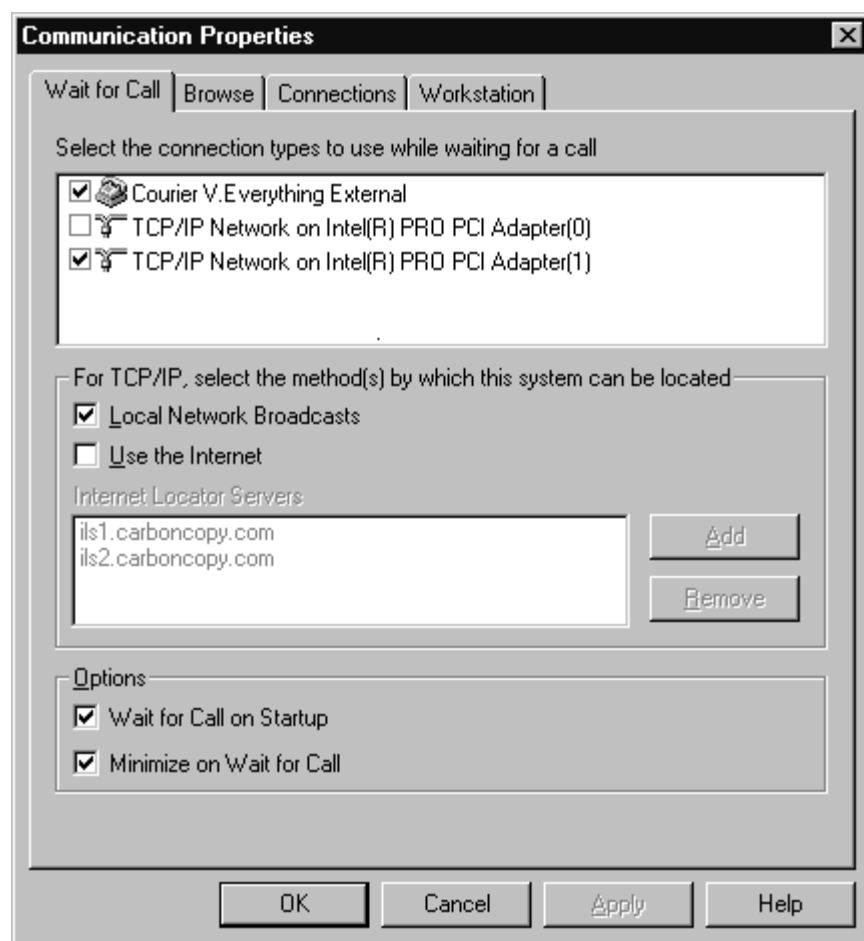 Communication Properties
Wait for Call Browse Connections Workstation
Select the connection types to use while waiting for a call
Courier V.Everything External
TCP/IP Network on Intel(R) PRO PCI Adapter(0)
TCP/IP Network on Intel(R) PRO PCI Adapter(1)
For TCP/IP, select the method(s) by which this system can be located
Local Network Broadcasts
Use the Internet
Internet Locator Servers
ils1.carboncopy.com
ils2.carboncopy.com
Add
Remove
Options
Wait for Call on Startup
Minimize on Wait for Call
OK Cancel Apply Help